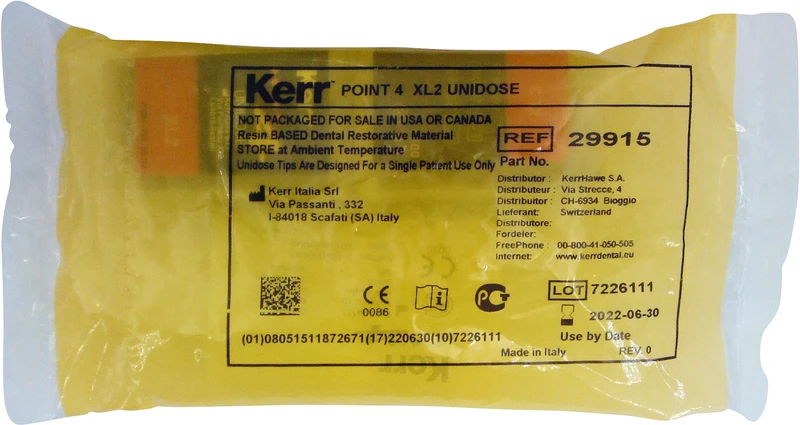 Kerr™ POINT 4 XL2 UNIDOSE
NOT PACKAGED FOR SALE IN USA OR CANADA
Resin BASED Dental Restorative Material
STORE at Ambient Temperature
Unidose Tips Are Designed For a Single Patient Use Only
REF 29915
Part No.
Kerr Italia Srl
Via Passanti , 332
I-84018 Scafati (SA) Italy
Distributor : KerrHawe S.A.
Distributeur : Via Strecce, 4
Distributor : CH-6934 Bioggio
Lieferant: Switzerland
Distributore:
Fordeler:
FreePhone : 00-800-41-050-505
Internet: www.kerrdental.eu
CE
0086
i
PCT
LOT 7226111
2022-06-30
Use by Date
(01)08051511872671(17)220630(10)7226111
Made in Italy REV. 0
Kerr